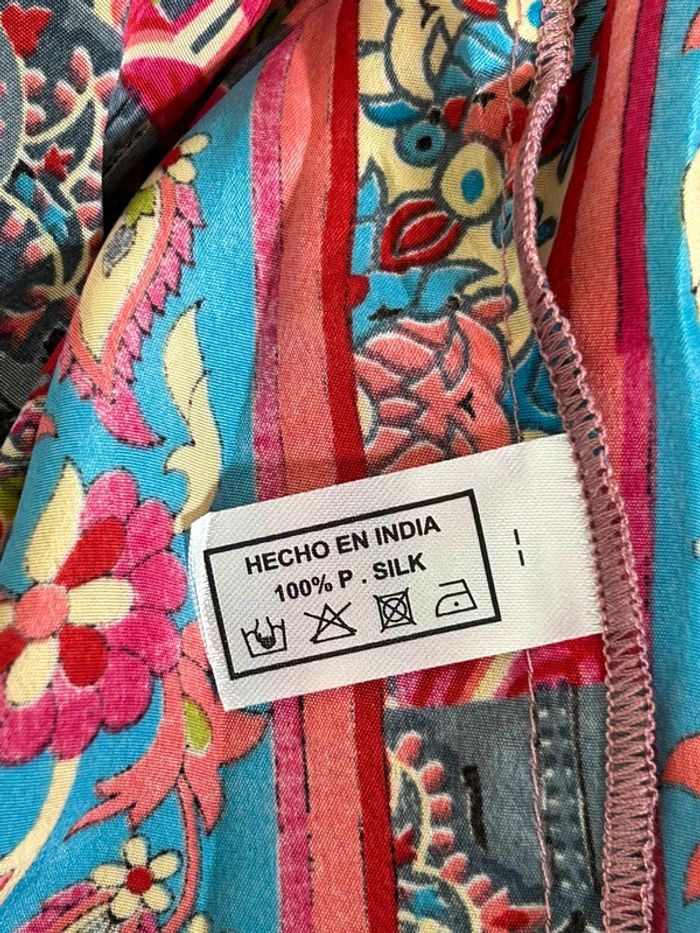 HECHO EN INDIA
100% P . SILK